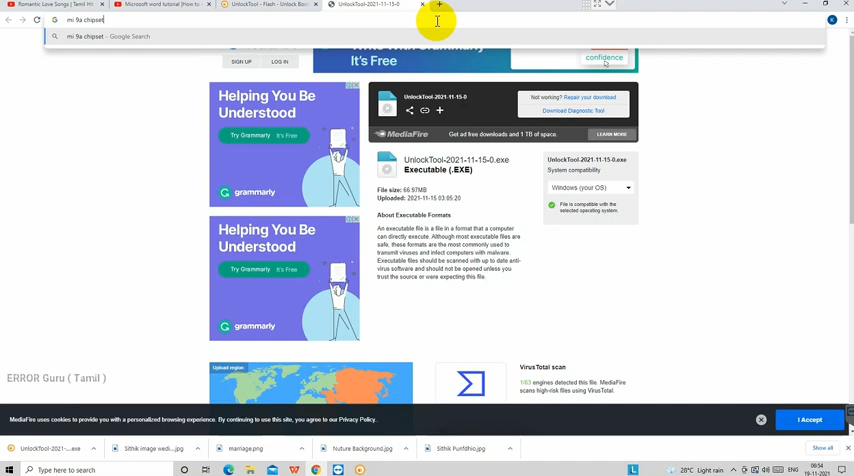 Romantic Love Songs | Tamil Hit
Microsoft word tutorial |How to
UnlockTool - Flash - Unlock Boo
UnlockTool-2021-11-15-0
K
mi 9a chipset
mi 9a chipset - Google Search
SIGN UP LOG IN
It's Free
confidence
Helping You Be
Understood
Try Grammarly It's Free
grammarly
Helping You Be
Understood
Try Grammarly It's Free
grammarly
UnlockTool-2021-11-15-0
Not working? Repair your download
Download Diagnostic Tool
MediaFire Get ad free downloads and 1 TB of space. LEARN MORE
UnlockTool-2021-11-15-0.exe
Executable (.EXE)
File size: 66.97MB
Uploaded: 2021-11-15 03:05:20
About Executable Formats
An executable file is a file in a format that a computer
can directly execute. Although most executable files are
safe, these formats are the most commonly used to
transmit viruses and infect computers with malware.
Executable files should be scanned with up to date anti-
virus software and should not be opened unless you
trust the source or were expecting this file.
UnlockTool-2021-11-15-0.exe
System compatibility
Windows (your OS)
File is compatible with the
selected operating system.
Upload region
VirusTotal scan
1/63 engines detected this file. MediaFire
scans high-risk files using VirusTotal.
ERROR Guru ( Tamil )
MediaFire uses cookies to provide you with a personalized browsing experience. By continuing to use this site, you agree to our Privacy Policy.
I Accept
UnlockTool-2021-....exe
Sithik image wedi....jpg
marriage.png
Nuture Background.jpg
Sithik Punfdhio.jpg
Show all
Type here to search
28°C Light rain
09:54
19-11-2021